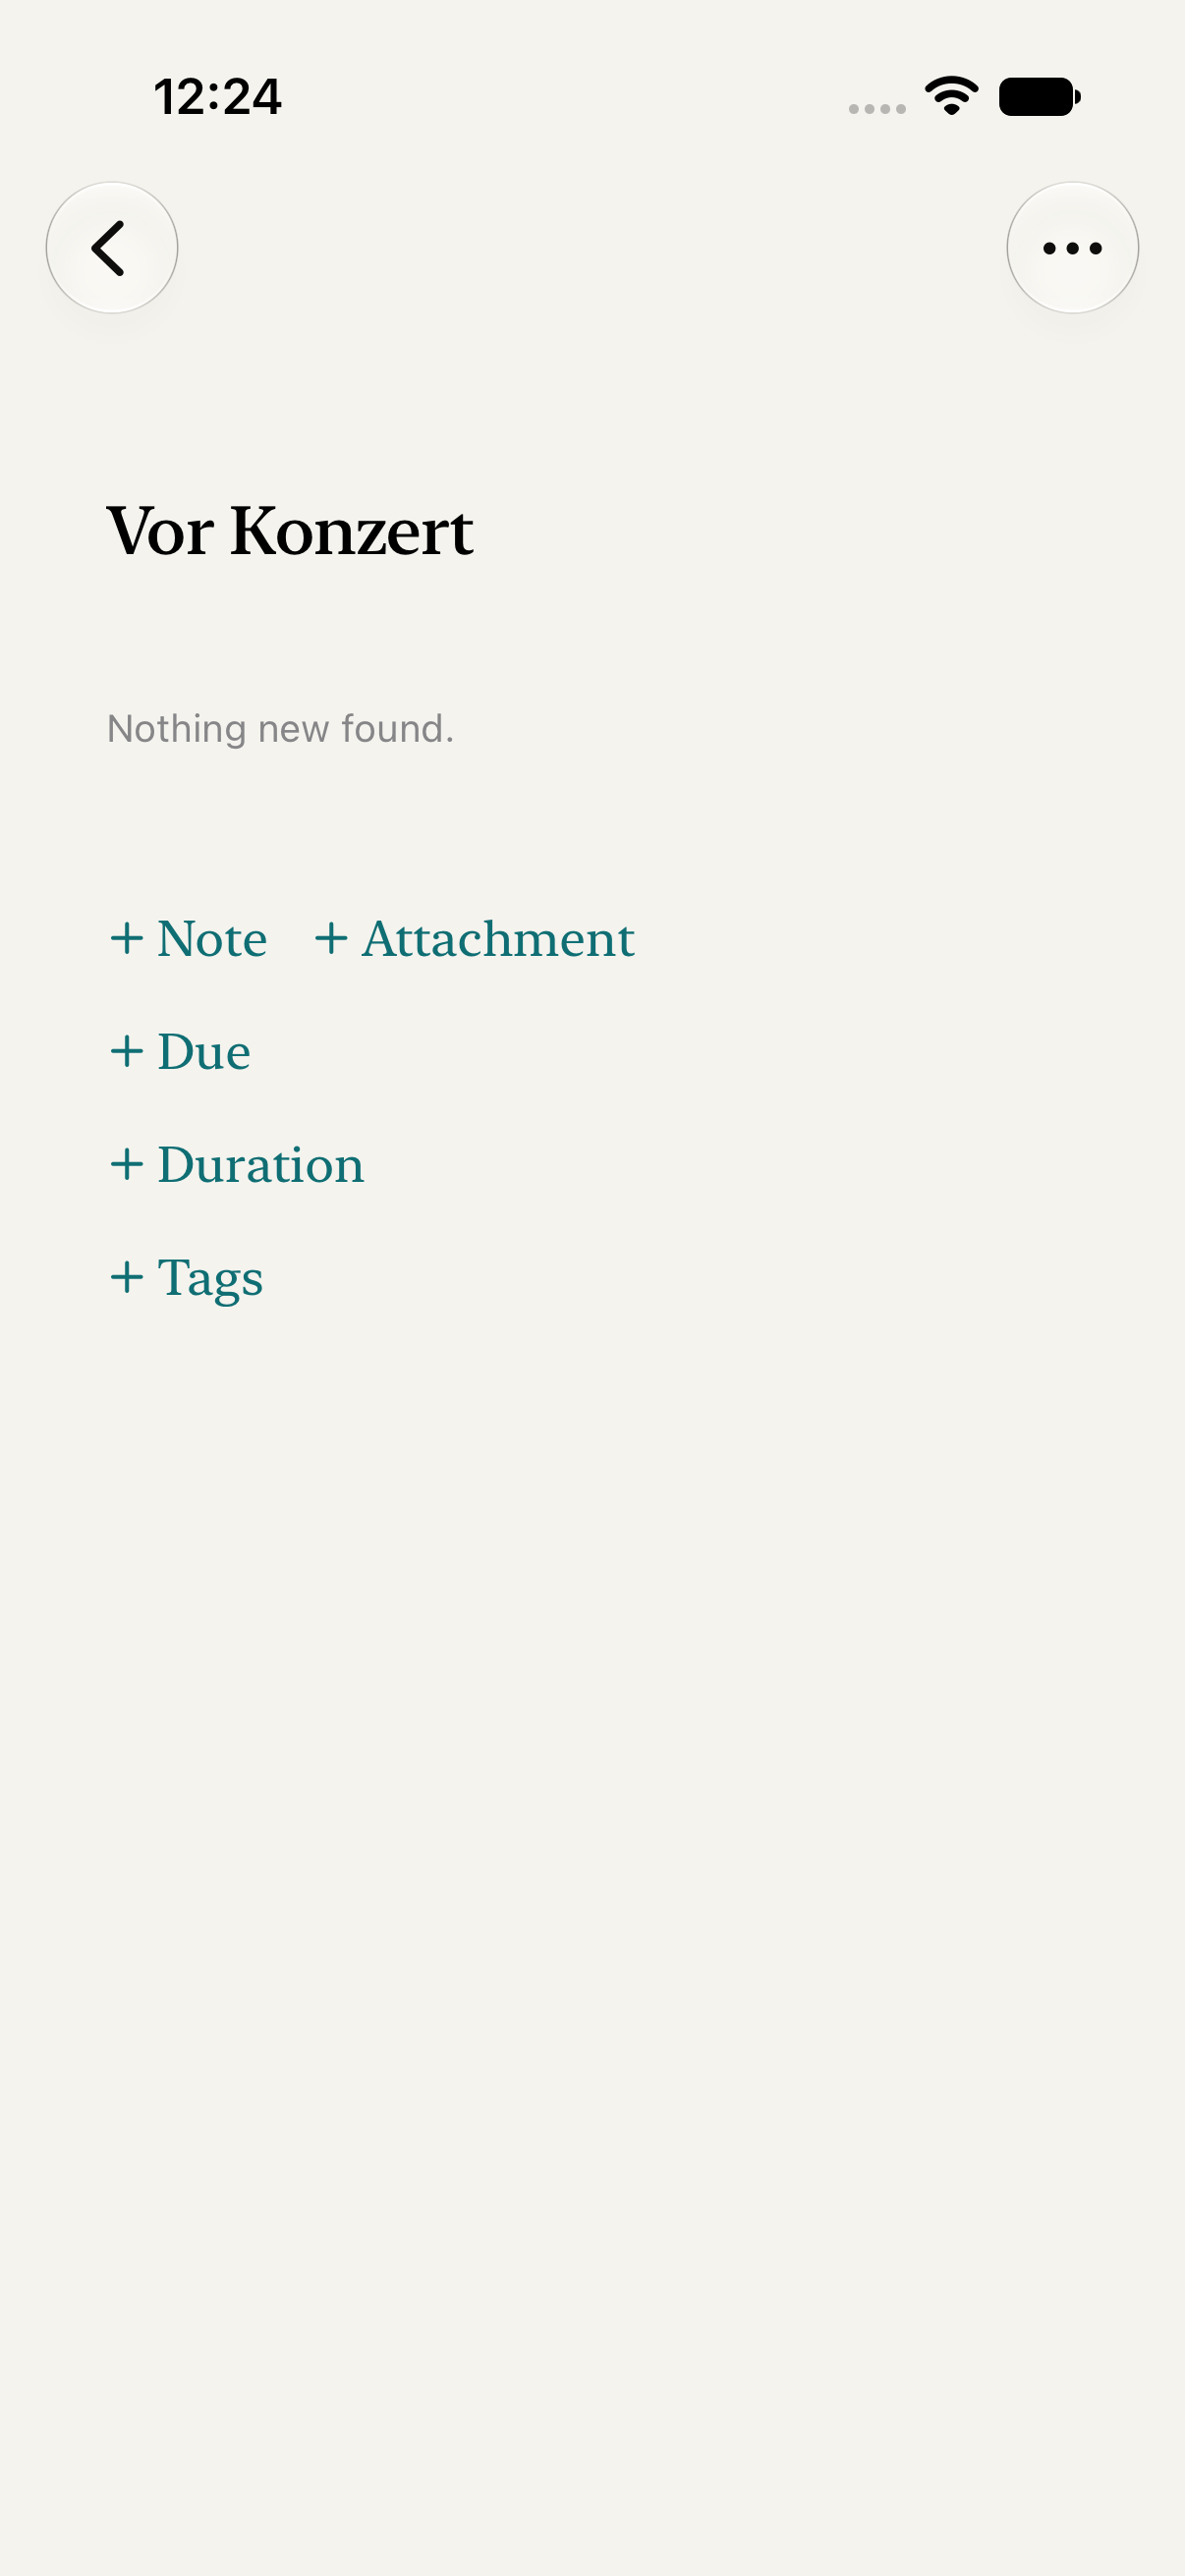 12:24
Vor Konzert
Nothing new found.
+ Note + Attachment
+ Due
+ Duration
+ Tags